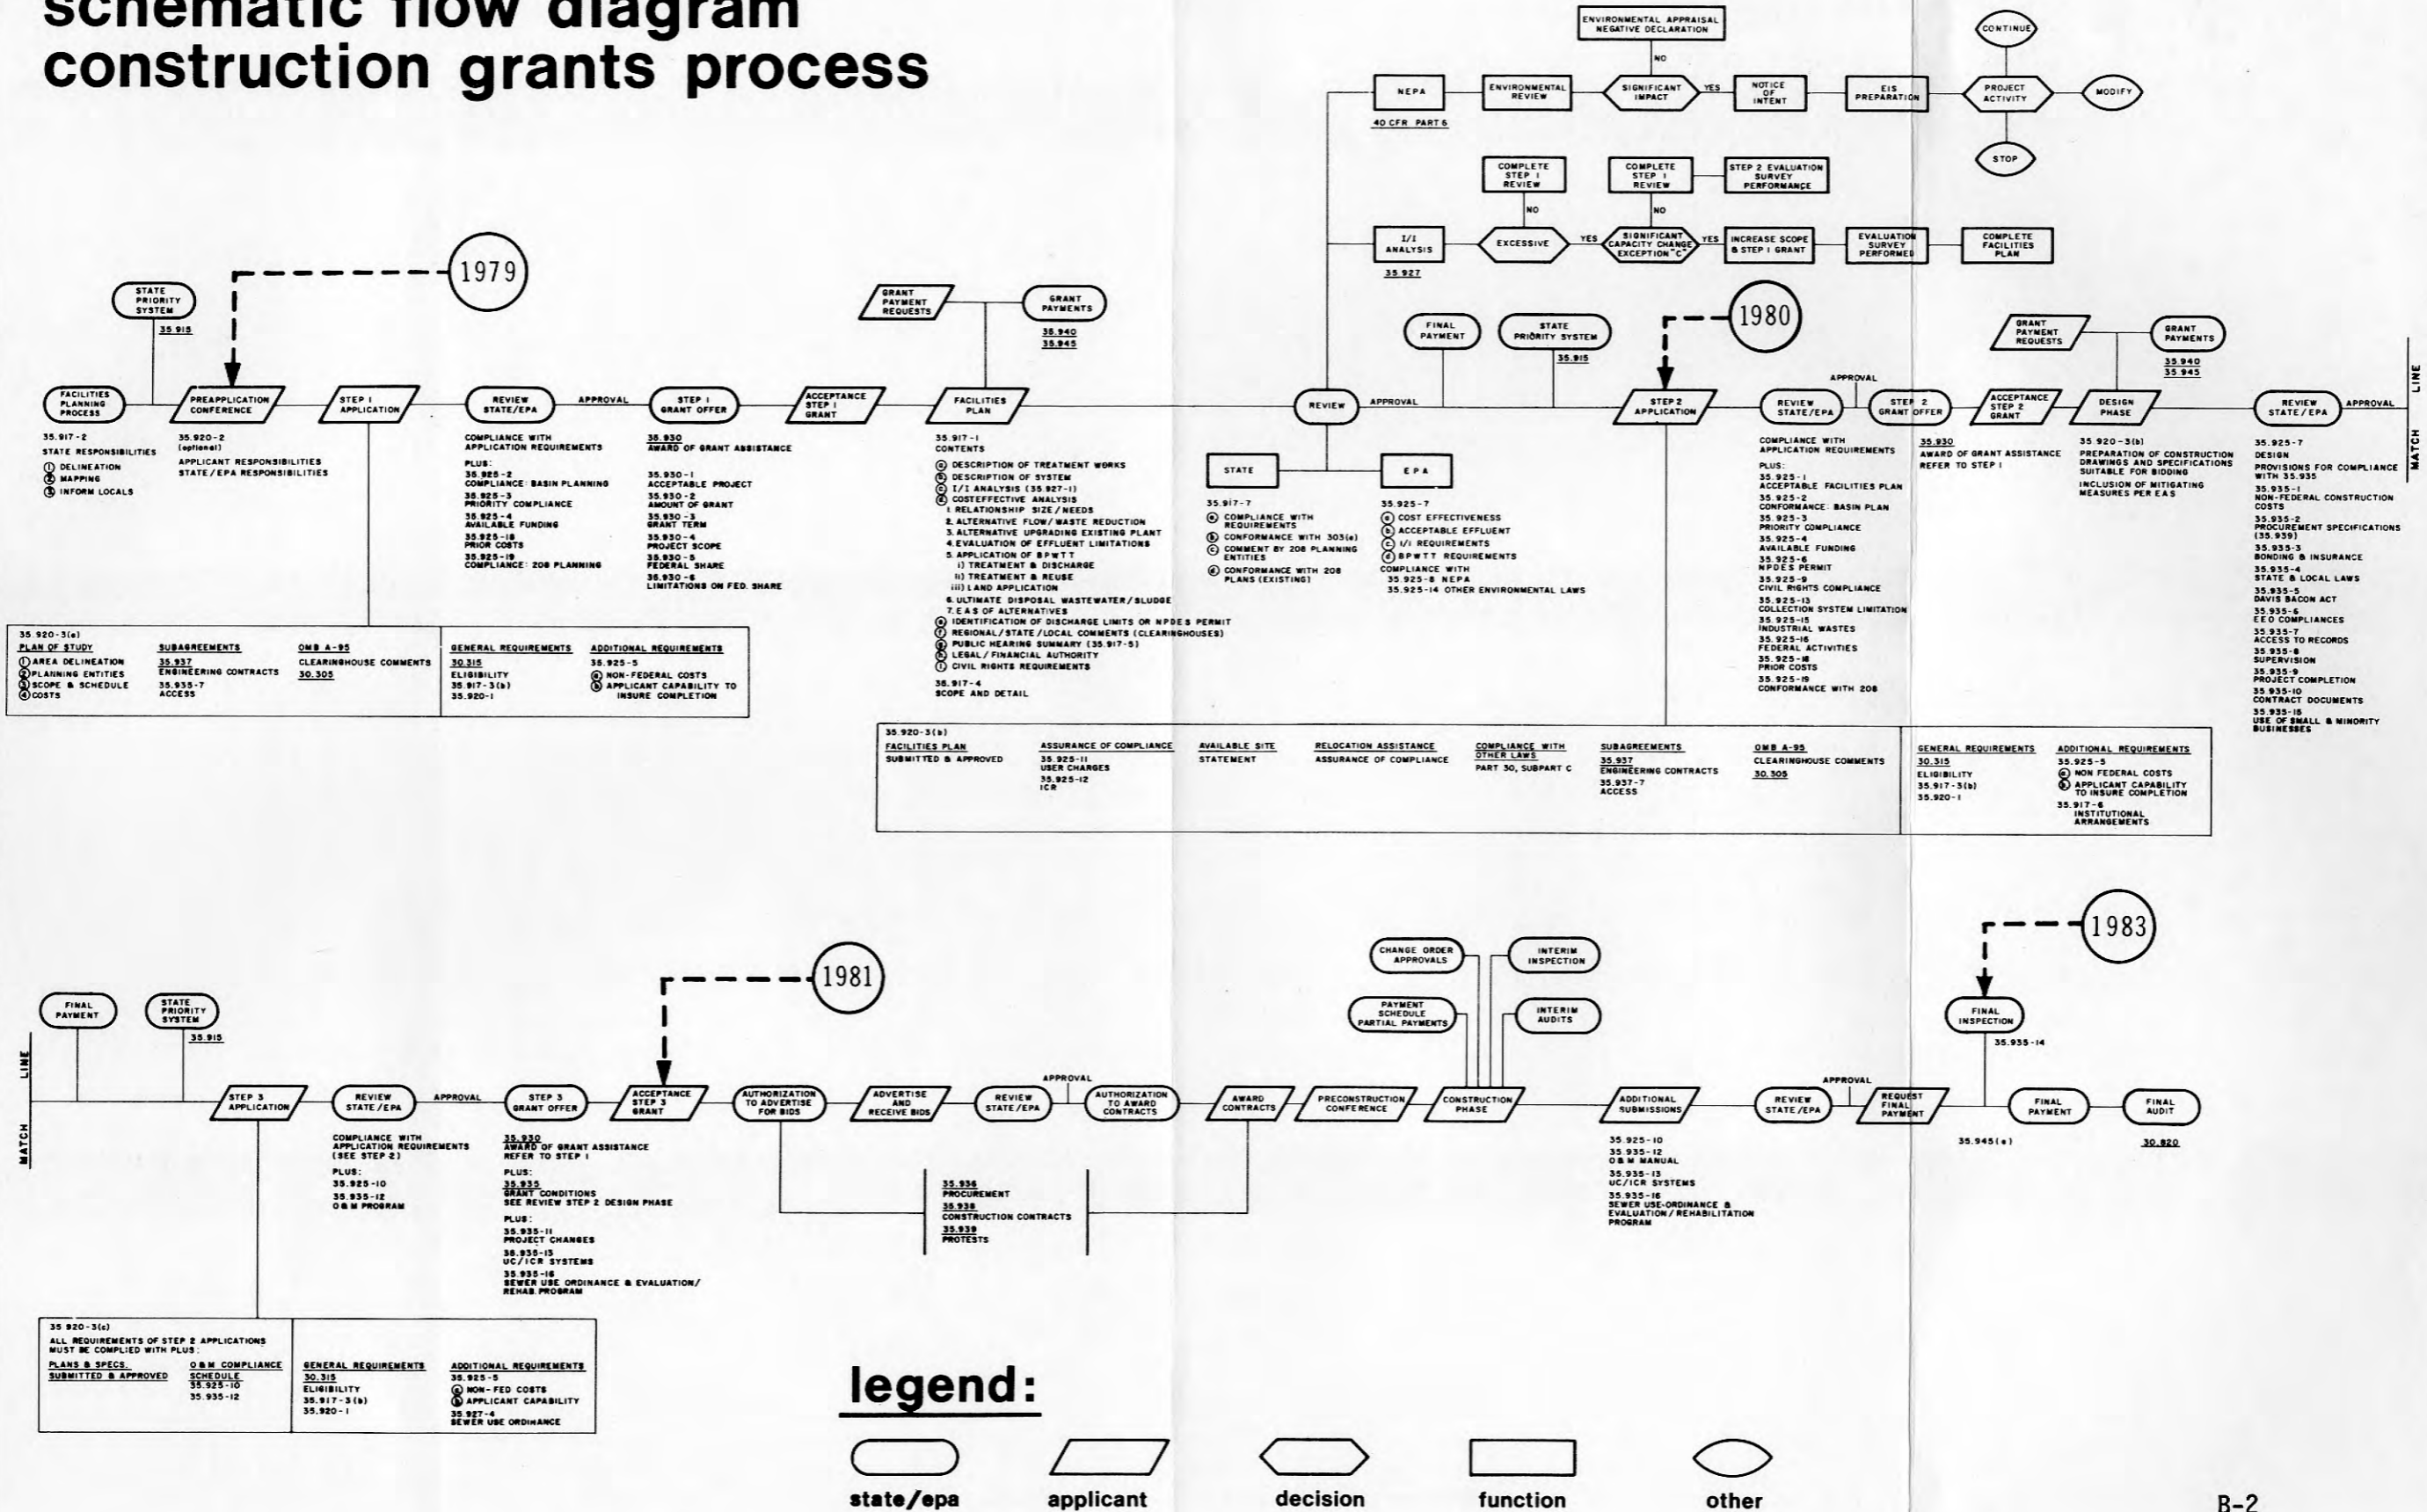 schematic flow diagram
construction grants process
ENVIRONMENTAL APPRAISAL
NEGATIVE DECLARATION
NO
NEPA
40 CFR PART 6
ENVIRONMENTAL
REVIEW
SIGNIFICANT
IMPACT
YES
NOTICE
OF
INTENT
EIS
PREPARATION
PROJECT
ACTIVITY
CONTINUE
MODIFY
STOP
COMPLETE
STEP I
REVIEW
COMPLETE
STEP I
REVIEW
STEP 2 EVALUATION
SURVEY
PERFORMANCE
NO
NO
I/I
ANALYSIS
35.927
EXCESSIVE
YES
SIGNIFICANT
CAPACITY CHANGE
EXCEPTION "C"
YES
INCREASE SCOPE
& STEP I GRANT
EVALUATION
SURVEY
PERFORMED
COMPLETE
FACILITIES
PLAN
1979
STATE
PRIORITY
SYSTEM
35.915
GRANT
PAYMENT
REQUESTS
GRANT
PAYMENTS
35.940
35.945
FINAL
PAYMENT
STATE
PRIORITY SYSTEM
35.915
1980
GRANT
PAYMENT
REQUESTS
GRANT
PAYMENTS
35.940
35.945
FACILITIES
PLANNING
PROCESS
PREAPPLICATION
CONFERENCE
STEP I
APPLICATION
REVIEW
STATE/EPA
APPROVAL
STEP I
GRANT OFFER
ACCEPTANCE
STEP I
GRANT
FACILITIES
PLAN
REVIEW
APPROVAL
STEP 2
APPLICATION
REVIEW
STATE/EPA
APPROVAL
STEP 2
GRANT OFFER
ACCEPTANCE
STEP 2
GRANT
DESIGN
PHASE
REVIEW
STATE/EPA
APPROVAL
MATCH LINE
35.917-2
STATE RESPONSIBILITIES
① DELINEATION
② MAPPING
③ INFORM LOCALS
35.920-2
(optional)
APPLICANT RESPONSIBILITIES
STATE/EPA RESPONSIBILITIES
COMPLIANCE WITH
APPLICATION REQUIREMENTS
PLUS:
35.925-2
COMPLIANCE: BASIN PLANNING
35.925-3
PRIORITY COMPLIANCE
35.925-4
AVAILABLE FUNDING
35.925-18
PRIOR COSTS
35.925-19
COMPLIANCE: 208 PLANNING
35.930
AWARD OF GRANT ASSISTANCE
35.930-1
ACCEPTABLE PROJECT
35.930-2
AMOUNT OF GRANT
35.930-3
GRANT TERM
35.930-4
PROJECT SCOPE
35.930-5
FEDERAL SHARE
35.930-6
LIMITATIONS ON FED. SHARE
35.917-1
CONTENTS
ⓐ DESCRIPTION OF TREATMENT WORKS
ⓑ DESCRIPTION OF SYSTEM
ⓒ I/I ANALYSIS (35.927-1)
ⓓ COSTEFFECTIVE ANALYSIS
1. RELATIONSHIP SIZE/NEEDS
2. ALTERNATIVE FLOW/WASTE REDUCTION
3. ALTERNATIVE UPGRADING EXISTING PLANT
4. EVALUATION OF EFFLUENT LIMITATIONS
5. APPLICATION OF BPWTT
i) TREATMENT & DISCHARGE
ii) TREATMENT & REUSE
iii) LAND APPLICATION
6. ULTIMATE DISPOSAL WASTEWATER/SLUDGE
7. EAS OF ALTERNATIVES
ⓔ IDENTIFICATION OF DISCHARGE LIMITS OR NPDES PERMIT
ⓕ REGIONAL/STATE/LOCAL COMMENTS (CLEARINGHOUSES)
ⓖ PUBLIC HEARING SUMMARY (35.917-5)
ⓗ LEGAL/FINANCIAL AUTHORITY
ⓘ CIVIL RIGHTS REQUIREMENTS
35.917-4
SCOPE AND DETAIL
STATE
EPA
35.917-7
ⓐ COMPLIANCE WITH
REQUIREMENTS
ⓑ CONFORMANCE WITH 303(e)
ⓒ COMMENT BY 208 PLANNING
ENTITIES
ⓓ CONFORMANCE WITH 208
PLANS (EXISTING)
35.925-7
ⓐ COST EFFECTIVENESS
ⓑ ACCEPTABLE EFFLUENT
ⓒ I/I REQUIREMENTS
ⓓ BPWTT REQUIREMENTS
COMPLIANCE WITH
35.925-8 NEPA
35.925-14 OTHER ENVIRONMENTAL LAWS
COMPLIANCE WITH
APPLICATION REQUIREMENTS
PLUS:
35.925-1
ACCEPTABLE FACILITIES PLAN
35.925-2
CONFORMANCE: BASIN PLAN
35.925-3
PRIORITY COMPLIANCE
35.925-4
AVAILABLE FUNDING
35.925-6
NPDES PERMIT
35.925-9
CIVIL RIGHTS COMPLIANCE
35.925-13
COLLECTION SYSTEM LIMITATION
35.925-15
INDUSTRIAL WASTES
35.925-16
FEDERAL ACTIVITIES
35.925-18
PRIOR COSTS
35.925-19
CONFORMANCE WITH 208
35.930
AWARD OF GRANT ASSISTANCE
REFER TO STEP I
35.920-3(b)
PREPARATION OF CONSTRUCTION
DRAWINGS AND SPECIFICATIONS
SUITABLE FOR BIDDING
INCLUSION OF MITIGATING
MEASURES PER EAS
35.925-7
DESIGN
PROVISIONS FOR COMPLIANCE
WITH 35.935
35.935-1
NON-FEDERAL CONSTRUCTION
COSTS
35.935-2
PROCUREMENT SPECIFICATIONS
(35.939)
35.935-3
BONDING & INSURANCE
35.935-4
STATE & LOCAL LAWS
35.935-5
DAVIS BACON ACT
35.935-6
EEO COMPLIANCES
35.935-7
ACCESS TO RECORDS
35.935-8
SUPERVISION
35.935-9
PROJECT COMPLETION
35.935-10
CONTRACT DOCUMENTS
35.935-15
USE OF SMALL & MINORITY
BUSINESSES
35.920-3(a)
PLAN OF STUDY
① AREA DELINEATION
② PLANNING ENTITIES
③ SCOPE & SCHEDULE
④ COSTS
SUBAGREEMENTS
35.937
ENGINEERING CONTRACTS
35.935-7
ACCESS
OMB A-95
CLEARINGHOUSE COMMENTS
30.305
GENERAL REQUIREMENTS
30.315
ELIGIBILITY
35.917-3(b)
35.920-1
ADDITIONAL REQUIREMENTS
35.925-5
ⓐ NON-FEDERAL COSTS
ⓑ APPLICANT CAPABILITY TO
INSURE COMPLETION
35.920-3(b)
FACILITIES PLAN
SUBMITTED & APPROVED
ASSURANCE OF COMPLIANCE
35.925-11
USER CHARGES
35.925-12
ICR
AVAILABLE SITE
STATEMENT
RELOCATION ASSISTANCE
ASSURANCE OF COMPLIANCE
COMPLIANCE WITH
OTHER LAWS
PART 30, SUBPART C
SUBAGREEMENTS
35.937
ENGINEERING CONTRACTS
35.937-7
ACCESS
OMB A-95
CLEARINGHOUSE COMMENTS
30.305
GENERAL REQUIREMENTS
30.315
ELIGIBILITY
35.917-3(b)
35.920-1
ADDITIONAL REQUIREMENTS
35.925-5
ⓐ NON FEDERAL COSTS
ⓑ APPLICANT CAPABILITY
TO INSURE COMPLETION
35.917-6
INSTITUTIONAL
ARRANGEMENTS
1981
1983
FINAL
PAYMENT
STATE
PRIORITY
SYSTEM
35.915
CHANGE ORDER
APPROVALS
INTERIM
INSPECTION
PAYMENT
SCHEDULE
PARTIAL PAYMENTS
INTERIM
AUDITS
FINAL
INSPECTION
35.935-14
MATCH LINE
STEP 3
APPLICATION
REVIEW
STATE/EPA
APPROVAL
STEP 3
GRANT OFFER
ACCEPTANCE
STEP 3
GRANT
AUTHORIZATION
TO ADVERTISE
FOR BIDS
ADVERTISE
AND
RECEIVE BIDS
REVIEW
STATE/EPA
APPROVAL
AUTHORIZATION
TO AWARD
CONTRACTS
AWARD
CONTRACTS
PRECONSTRUCTION
CONFERENCE
CONSTRUCTION
PHASE
ADDITIONAL
SUBMISSIONS
REVIEW
STATE/EPA
APPROVAL
REQUEST
FINAL
PAYMENT
FINAL
PAYMENT
FINAL
AUDIT
COMPLIANCE WITH
APPLICATION REQUIREMENTS
(SEE STEP 2)
PLUS:
35.925-10
35.935-12
O & M PROGRAM
35.930
AWARD OF GRANT ASSISTANCE
REFER TO STEP I
PLUS:
35.935
GRANT CONDITIONS
SEE REVIEW STEP 2 DESIGN PHASE
PLUS:
35.935-11
PROJECT CHANGES
35.935-13
UC/ICR SYSTEMS
35.935-16
SEWER USE ORDINANCE & EVALUATION/
REHAB. PROGRAM
35.936
PROCUREMENT
35.938
CONSTRUCTION CONTRACTS
35.939
PROTESTS
35.925-10
35.935-12
O & M MANUAL
35.935-13
UC/ICR SYSTEMS
35.935-16
SEWER USE-ORDINANCE &
EVALUATION/REHABILITATION
PROGRAM
35.945(e)
30.820
35.920-3(c)
ALL REQUIREMENTS OF STEP 2 APPLICATIONS
MUST BE COMPLIED WITH PLUS:
PLANS & SPECS.
SUBMITTED & APPROVED
O & M COMPLIANCE
SCHEDULE
35.925-10
35.935-12
GENERAL REQUIREMENTS
30.315
ELIGIBILITY
35.917-3(b)
35.920-1
ADDITIONAL REQUIREMENTS
35.925-5
ⓐ NON-FED COSTS
ⓑ APPLICANT CAPABILITY
35.927-4
SEWER USE ORDINANCE
legend:
state/epa
applicant
decision
function
other
B-2